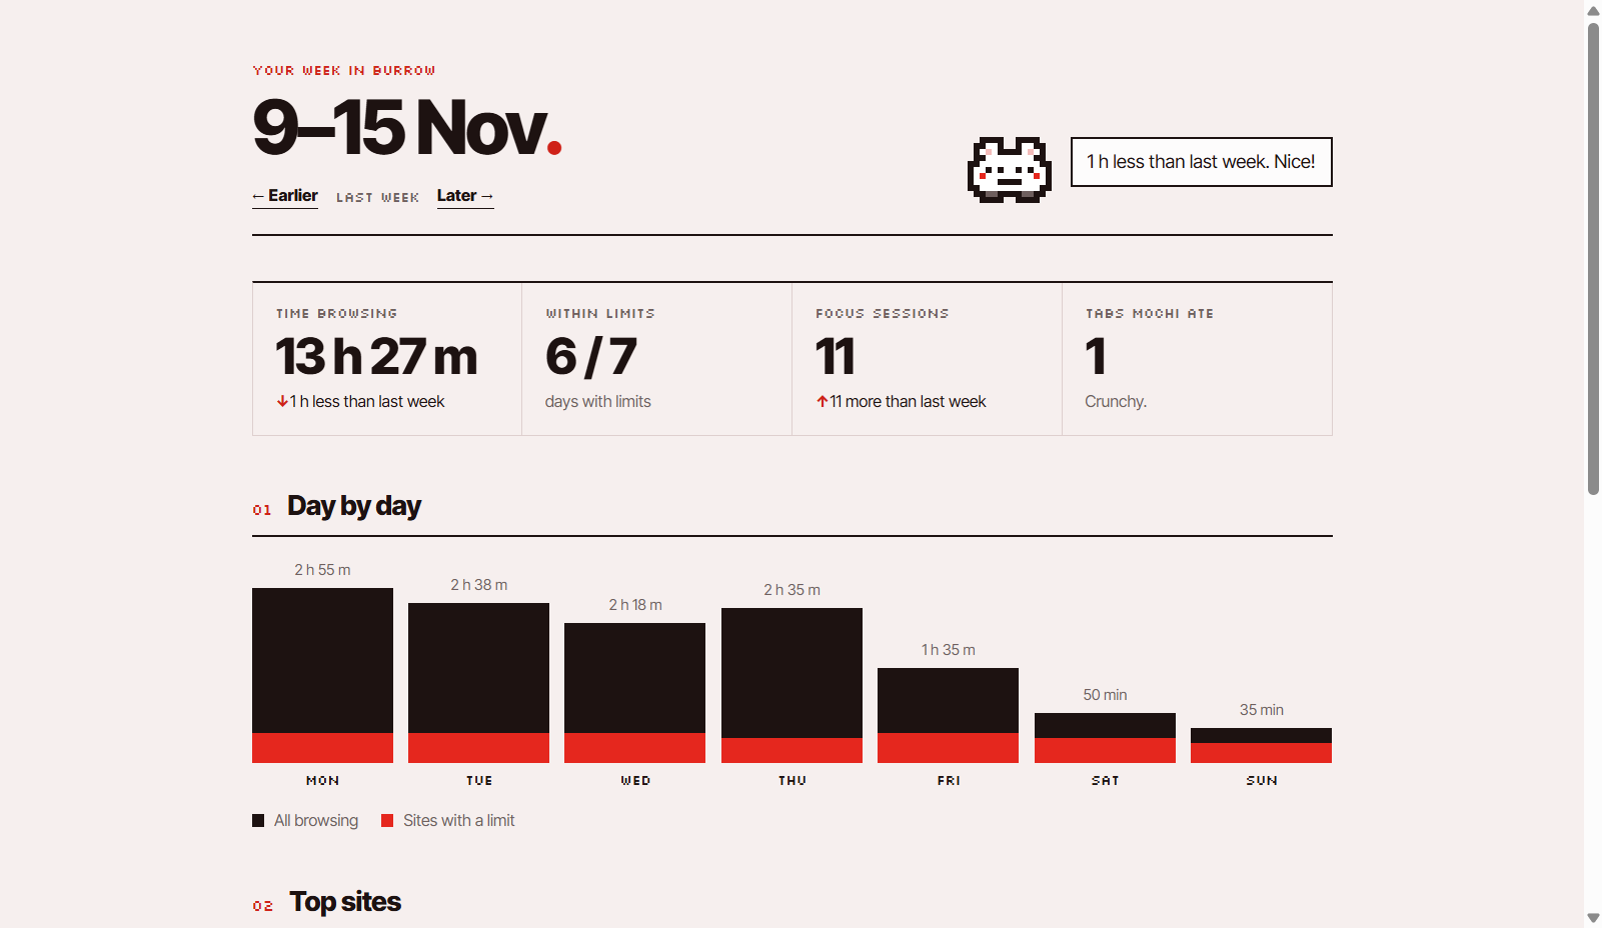 YOUR WEEK IN BURROW
9–15 Nov.
← Earlier LAST WEEK Later →
1 h less than last week. Nice!
TIME BROWSING
13 h 27 m
↓1 h less than last week
WITHIN LIMITS
6 / 7
days with limits
FOCUS SESSIONS
11
↑11 more than last week
TABS MOCHI ATE
1
Crunchy.
01 Day by day
2 h 55 m
2 h 38 m
2 h 18 m
2 h 35 m
1 h 35 m
50 min
35 min
MON TUE WED THU FRI SAT SUN
All browsing Sites with a limit
02 Top sites